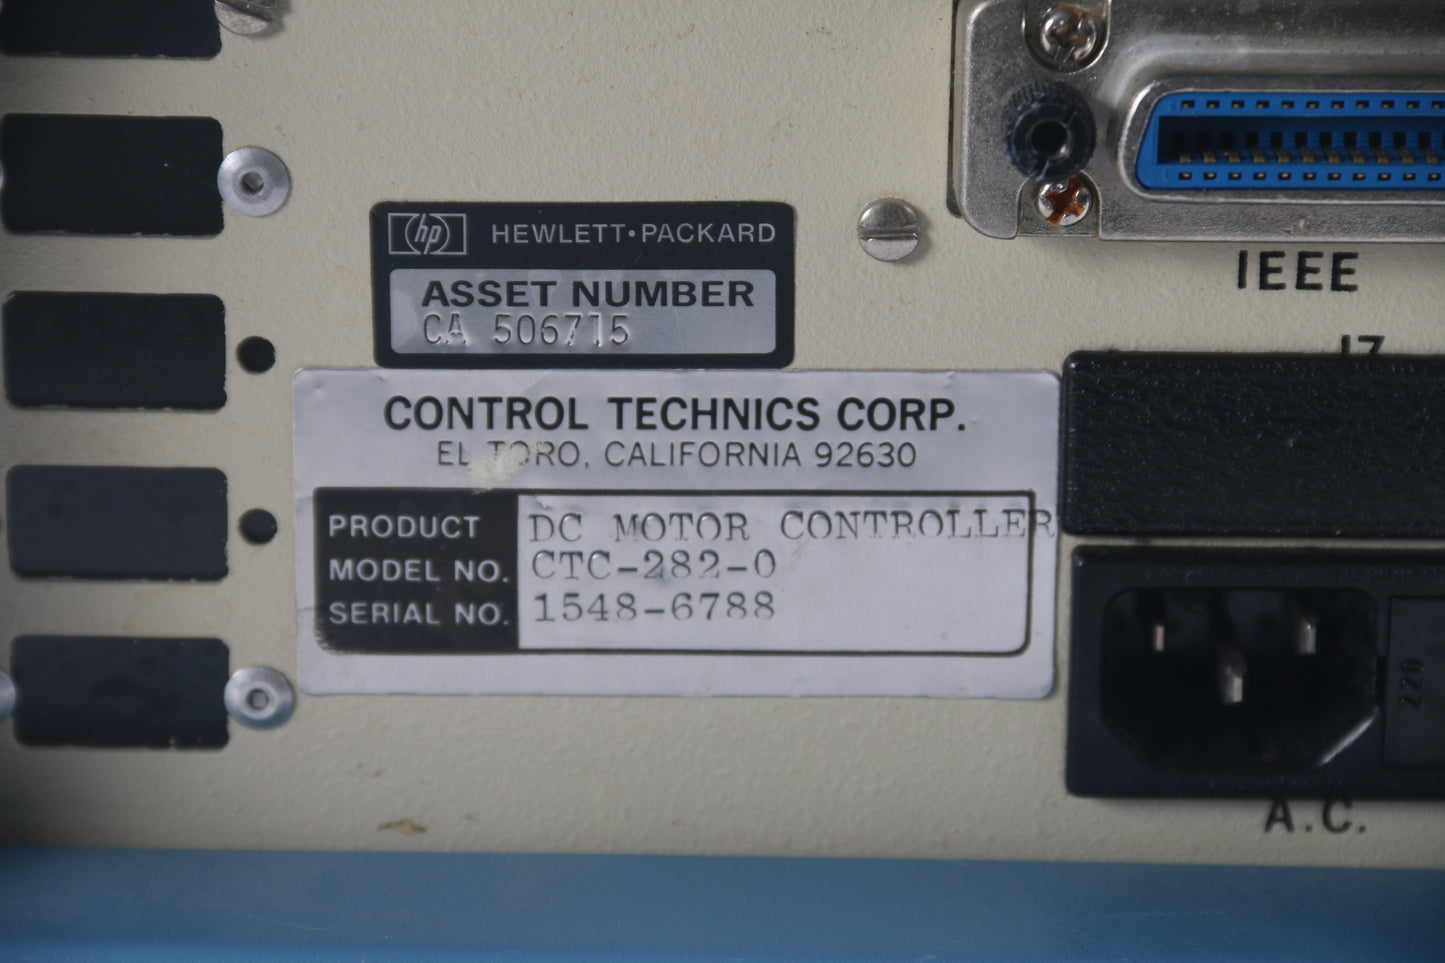 hp HEWLETT•PACKARD
ASSET NUMBER
CA 506715
IEEE
J7
CONTROL TECHNICS CORP.
EL TORO, CALIFORNIA 92630
PRODUCT DC MOTOR CONTROLLER
MODEL NO. CTC-282-0
SERIAL NO. 1548-6788
220
A.C.